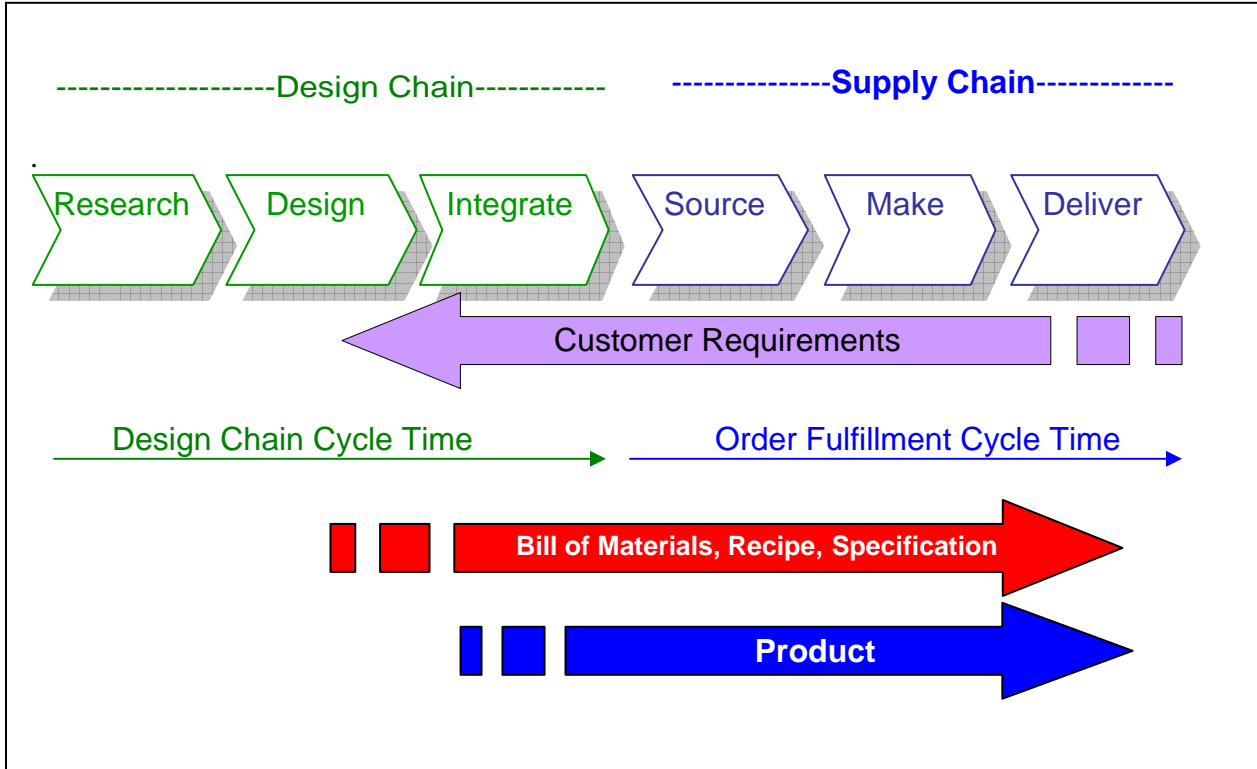 --------------------Design Chain------------ --------------Supply Chain-------------
.
Research Design Integrate Source Make Deliver
Customer Requirements
Design Chain Cycle Time Order Fulfillment Cycle Time
Bill of Materials, Recipe, Specification
Product